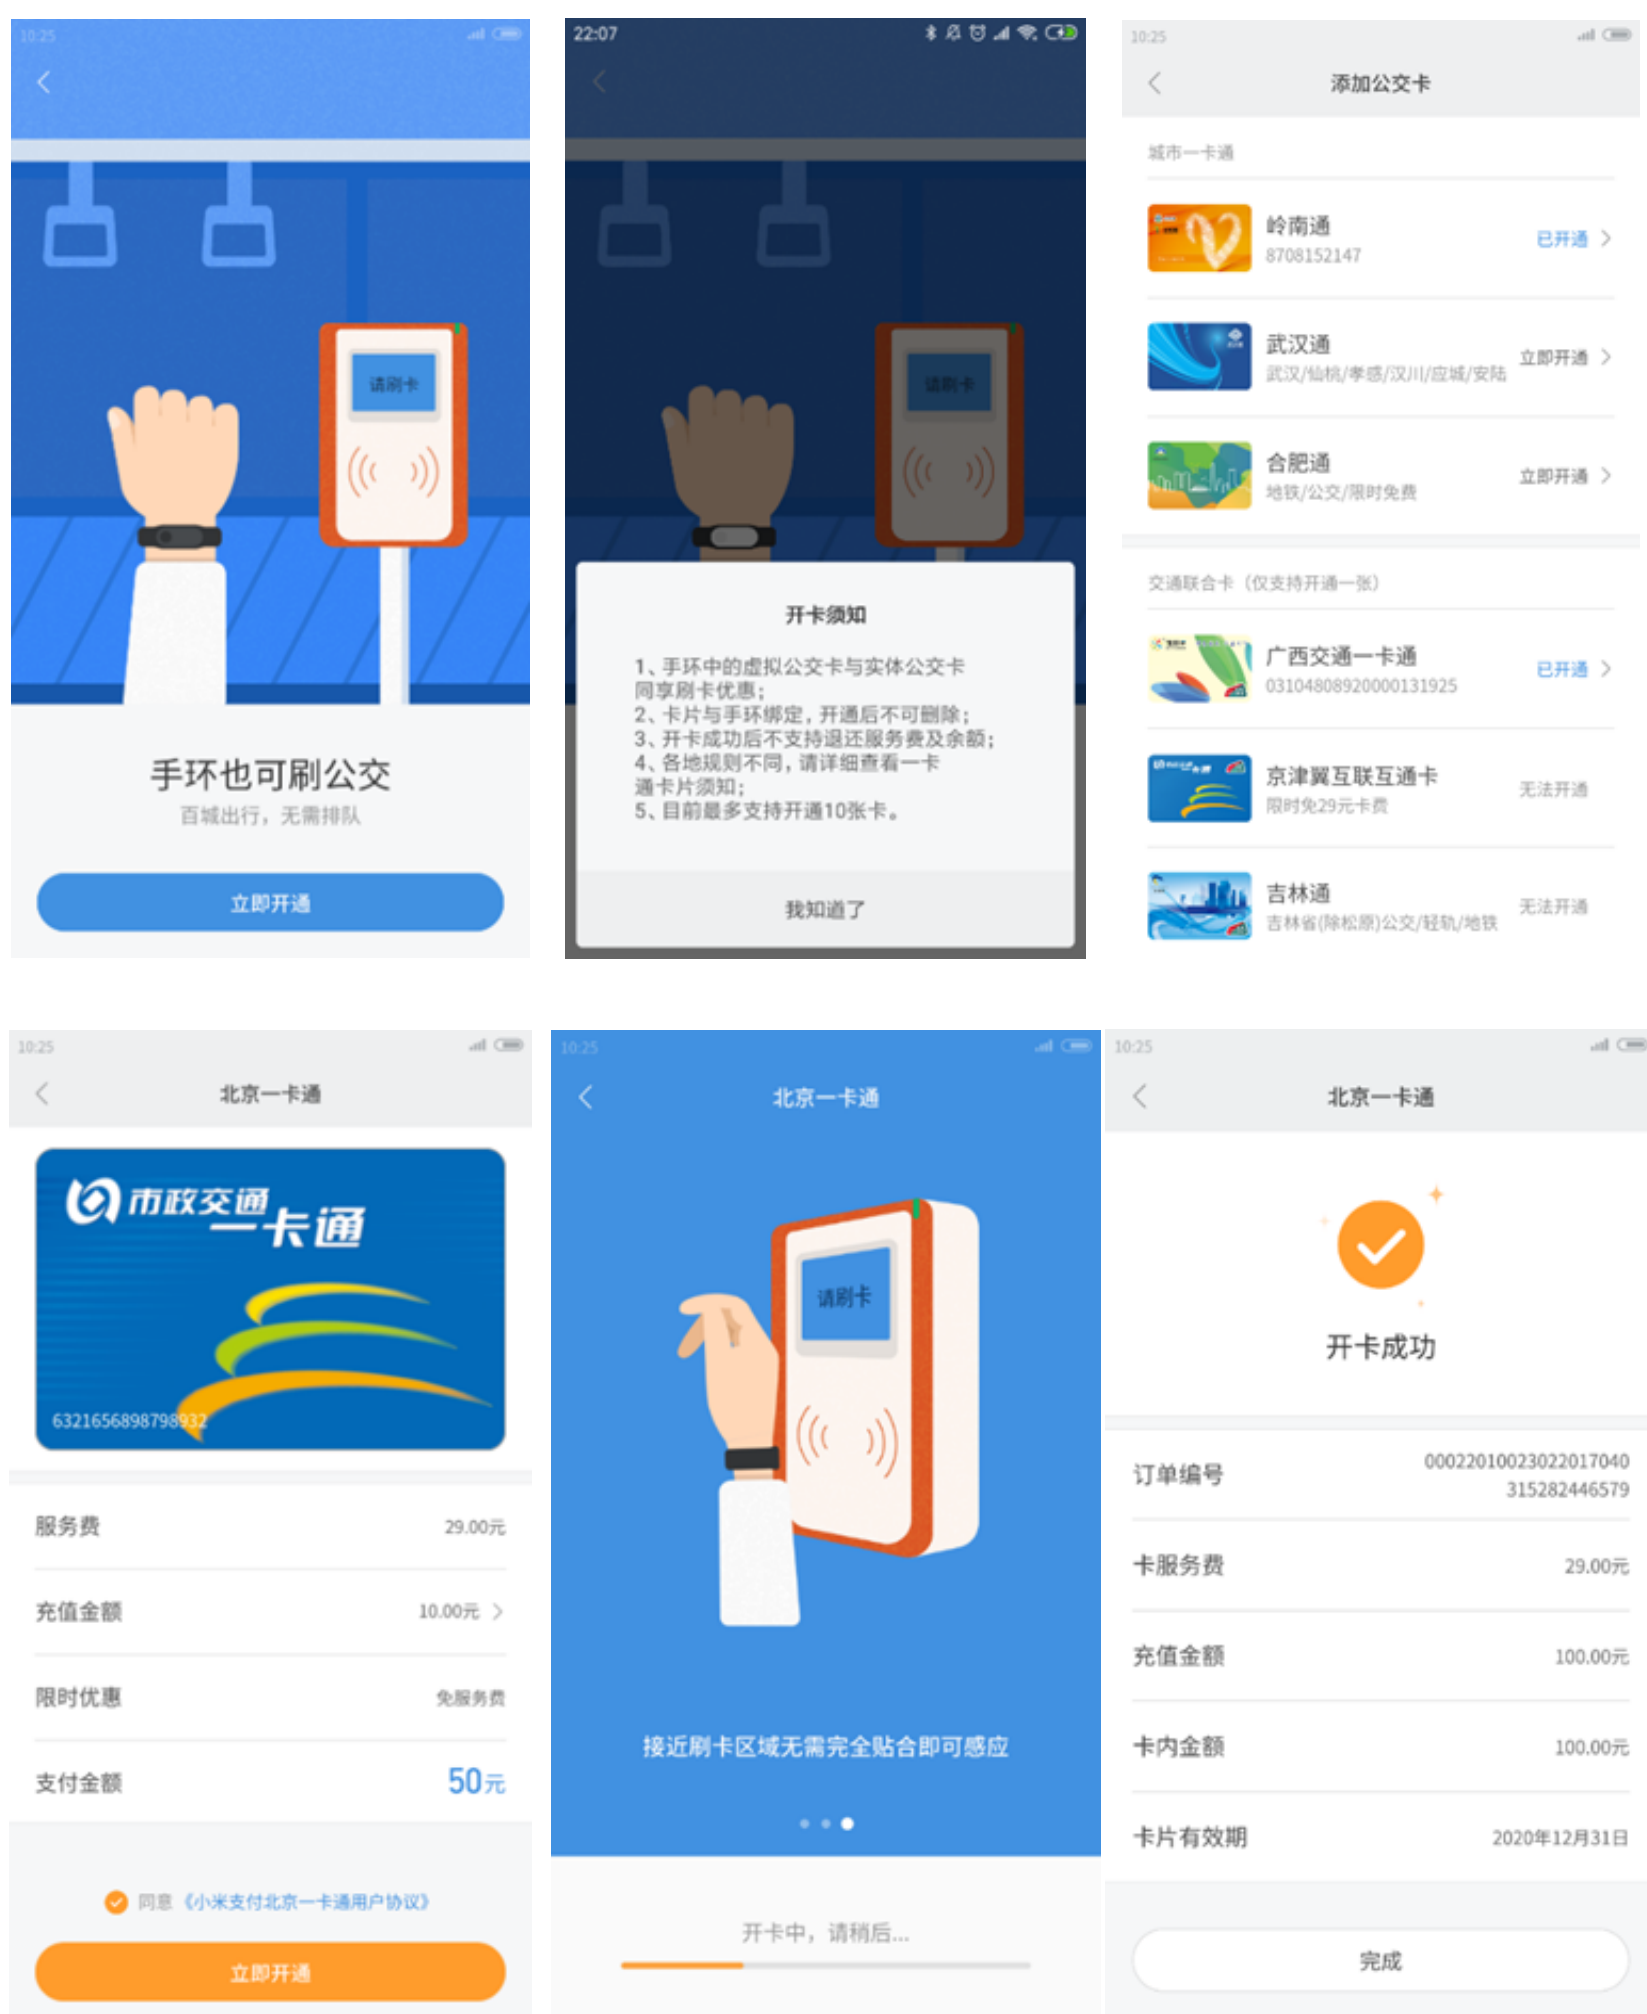 10:25
请刷卡
手环也可刷公交
百城出行，无需排队
立即开通
22:07
请刷卡
开卡须知
1、手环中的虚拟公交卡与实体公交卡
同享刷卡优惠；
2、卡片与手环绑定，开通后不可删除；
3、开卡成功后不支持退还服务费及余额；
4、各地规则不同，请详细查看一卡
通卡片须知；
5、目前最多支持开通10张卡。
我知道了
10:25
添加公交卡
城市一卡通
岭南通
8708152147
已开通
武汉通
武汉/仙桃/孝感/汉川/应城/安陆
立即开通
合肥通
地铁/公交/限时免费
立即开通
交通联合卡（仅支持开通一张）
广西交通一卡通
03104808920000131925
已开通
京津翼互联互通卡
限时免29元卡费
无法开通
吉林通
吉林省(除松原)公交/轻轨/地铁
无法开通
10:25
北京一卡通
市政交通
一卡通
6321656898798932
服务费 29.00元
充值金额 10.00元
限时优惠 免服务费
支付金额 50元
同意《小米支付北京一卡通用户协议》
立即开通
10:25
北京一卡通
请刷卡
接近刷卡区域无需完全贴合即可感应
开卡中，请稍后...
10:25
北京一卡通
开卡成功
订单编号 00022010023022017040
315282446579
卡服务费 29.00元
充值金额 100.00元
卡内金额 100.00元
卡片有效期 2020年12月31日
完成